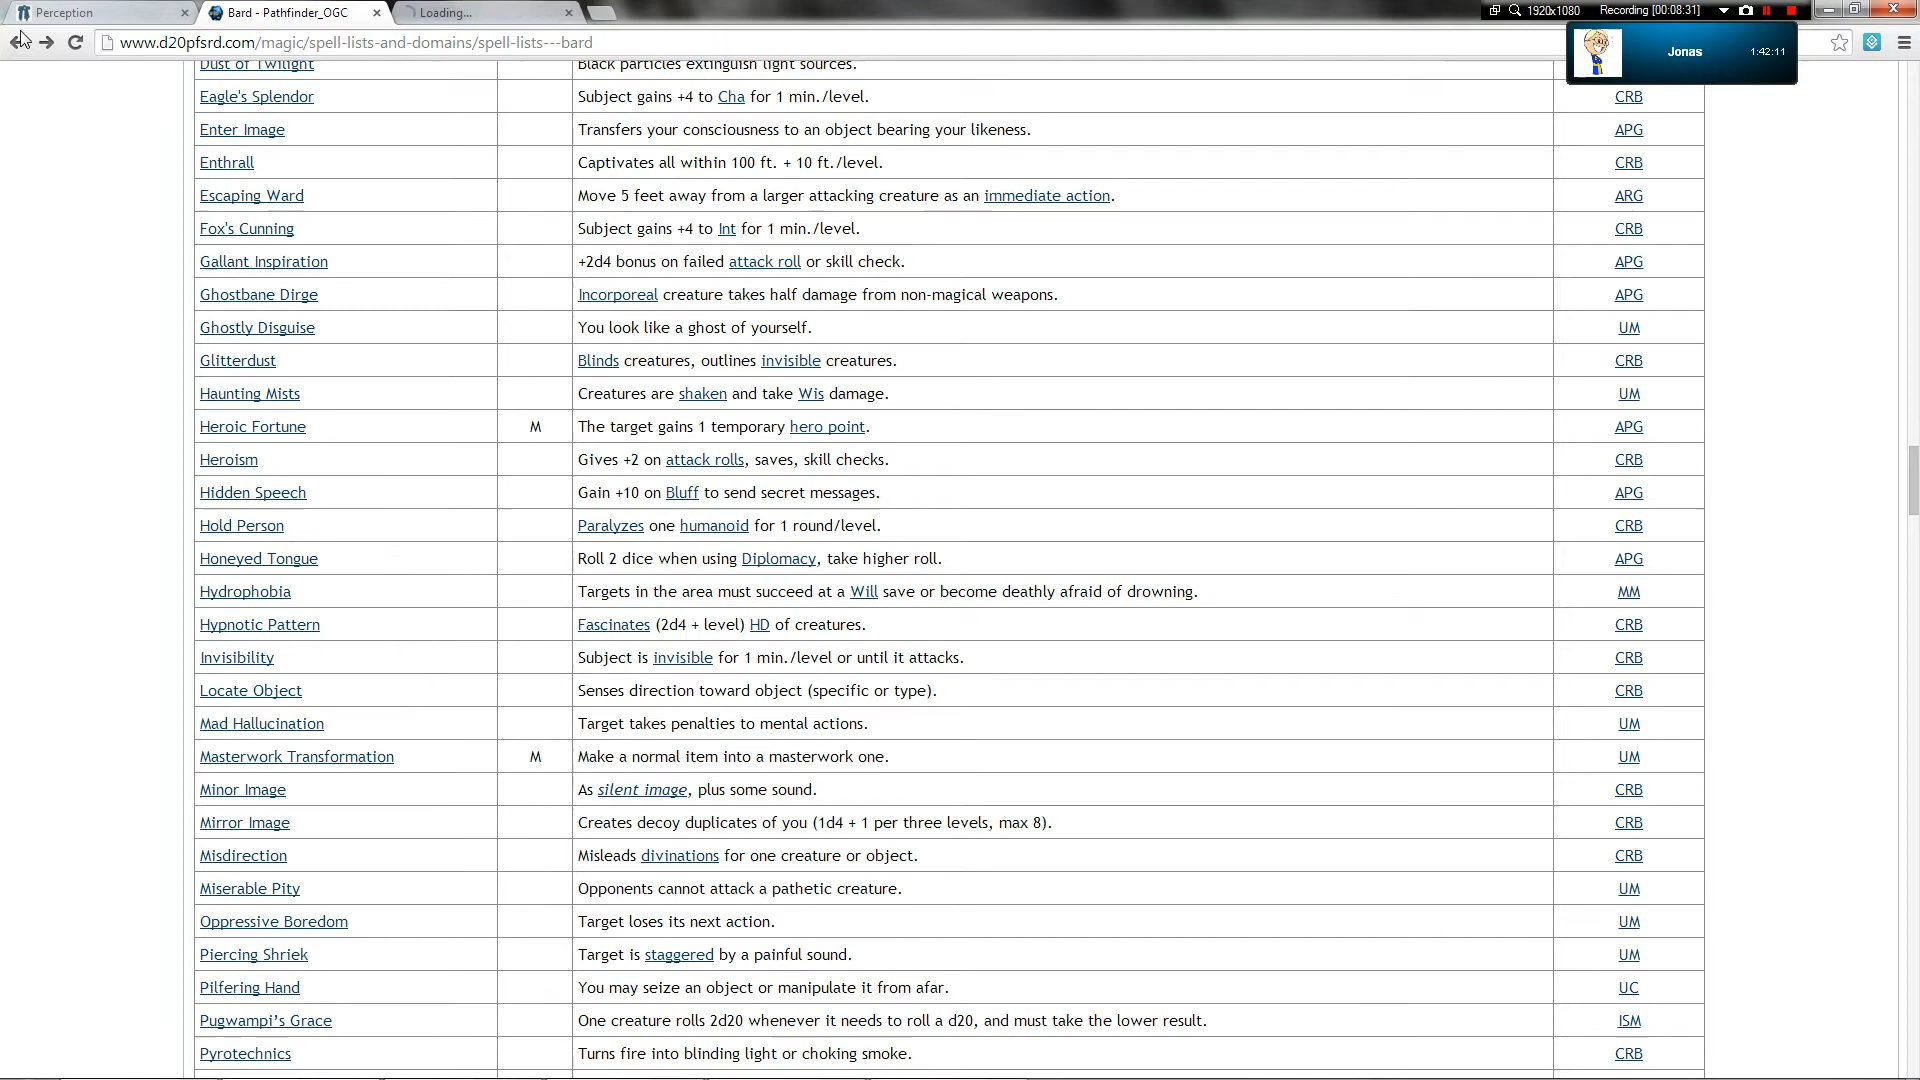 Perception
Bard - Pathfinder_OGC
Loading...
1920x1080
Recording [00:08:31]
www.d20pfsrd.com/magic/spell-lists-and-domains/spell-lists---bard
Jonas
1:42:11
Dust of Twilight Black particles extinguish light sources.
Eagle's Splendor Subject gains +4 to Cha for 1 min./level. CRB
Enter Image Transfers your consciousness to an object bearing your likeness. APG
Enthrall Captivates all within 100 ft. + 10 ft./level. CRB
Escaping Ward Move 5 feet away from a larger attacking creature as an immediate action. ARG
Fox's Cunning Subject gains +4 to Int for 1 min./level. CRB
Gallant Inspiration +2d4 bonus on failed attack roll or skill check. APG
Ghostbane Dirge Incorporeal creature takes half damage from non-magical weapons. APG
Ghostly Disguise You look like a ghost of yourself. UM
Glitterdust Blinds creatures, outlines invisible creatures. CRB
Haunting Mists Creatures are shaken and take Wis damage. UM
Heroic Fortune M The target gains 1 temporary hero point. APG
Heroism Gives +2 on attack rolls, saves, skill checks. CRB
Hidden Speech Gain +10 on Bluff to send secret messages. APG
Hold Person Paralyzes one humanoid for 1 round/level. CRB
Honeyed Tongue Roll 2 dice when using Diplomacy, take higher roll. APG
Hydrophobia Targets in the area must succeed at a Will save or become deathly afraid of drowning. MM
Hypnotic Pattern Fascinates (2d4 + level) HD of creatures. CRB
Invisibility Subject is invisible for 1 min./level or until it attacks. CRB
Locate Object Senses direction toward object (specific or type). CRB
Mad Hallucination Target takes penalties to mental actions. UM
Masterwork Transformation M Make a normal item into a masterwork one. UM
Minor Image As silent image, plus some sound. CRB
Mirror Image Creates decoy duplicates of you (1d4 + 1 per three levels, max 8). CRB
Misdirection Misleads divinations for one creature or object. CRB
Miserable Pity Opponents cannot attack a pathetic creature. UM
Oppressive Boredom Target loses its next action. UM
Piercing Shriek Target is staggered by a painful sound. UM
Pilfering Hand You may seize an object or manipulate it from afar. UC
Pugwampi’s Grace One creature rolls 2d20 whenever it needs to roll a d20, and must take the lower result. ISM
Pyrotechnics Turns fire into blinding light or choking smoke. CRB